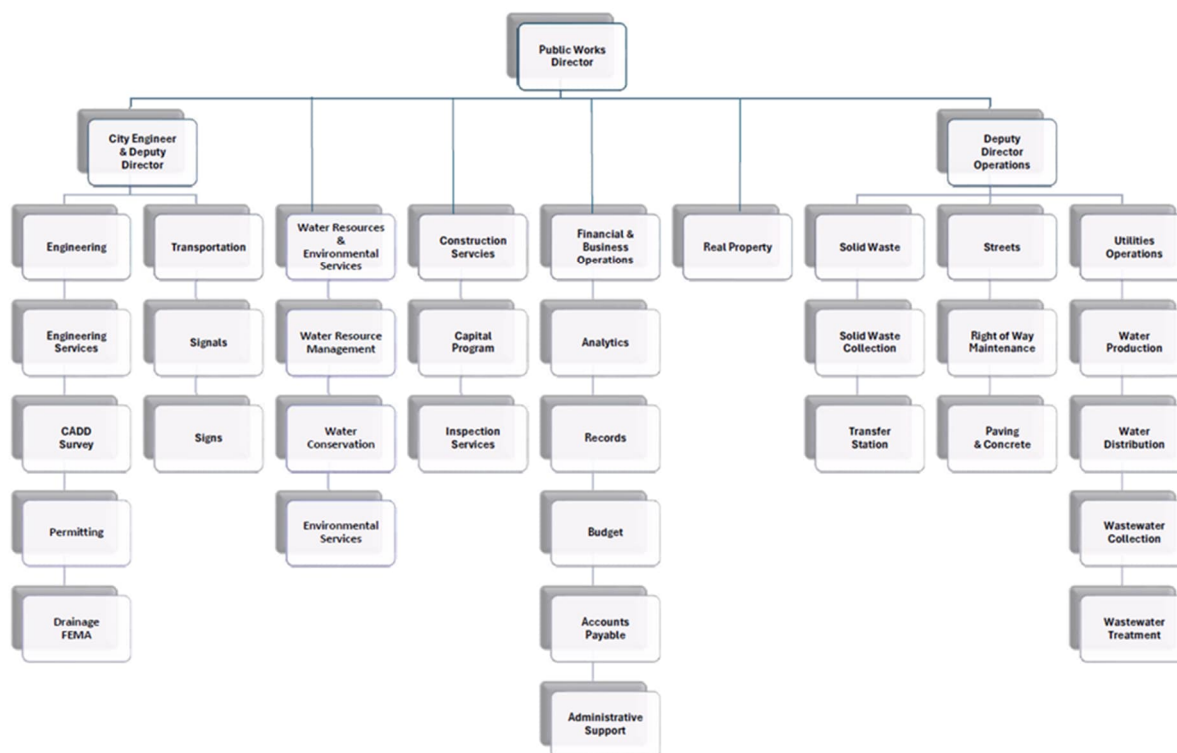 Public Works
Director
City Engineer
& Deputy
Director
Deputy
Director
Operations
Engineering
Transportation
Water Resources
&
Environmental
Services
Construction
Servcies
Financial &
Business
Operations
Real Property
Solid Waste
Streets
Utilities
Operations
Engineering
Services
Signals
Water Resource
Management
Capital
Program
Analytics
Solid Waste
Collection
Right of Way
Maintenance
Water
Production
CADD
Survey
Signs
Water
Conservation
Inspection
Services
Records
Transfer
Station
Paving
& Concrete
Water
Distribution
Permitting
Environmental
Services
Budget
Wastewater
Collection
Drainage
FEMA
Accounts
Payable
Wastewater
Treatment
Administrative
Support